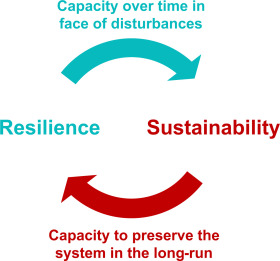 Capacity over time in
face of disturbances
Resilience
Sustainability
Capacity to preserve the
system in the long-run